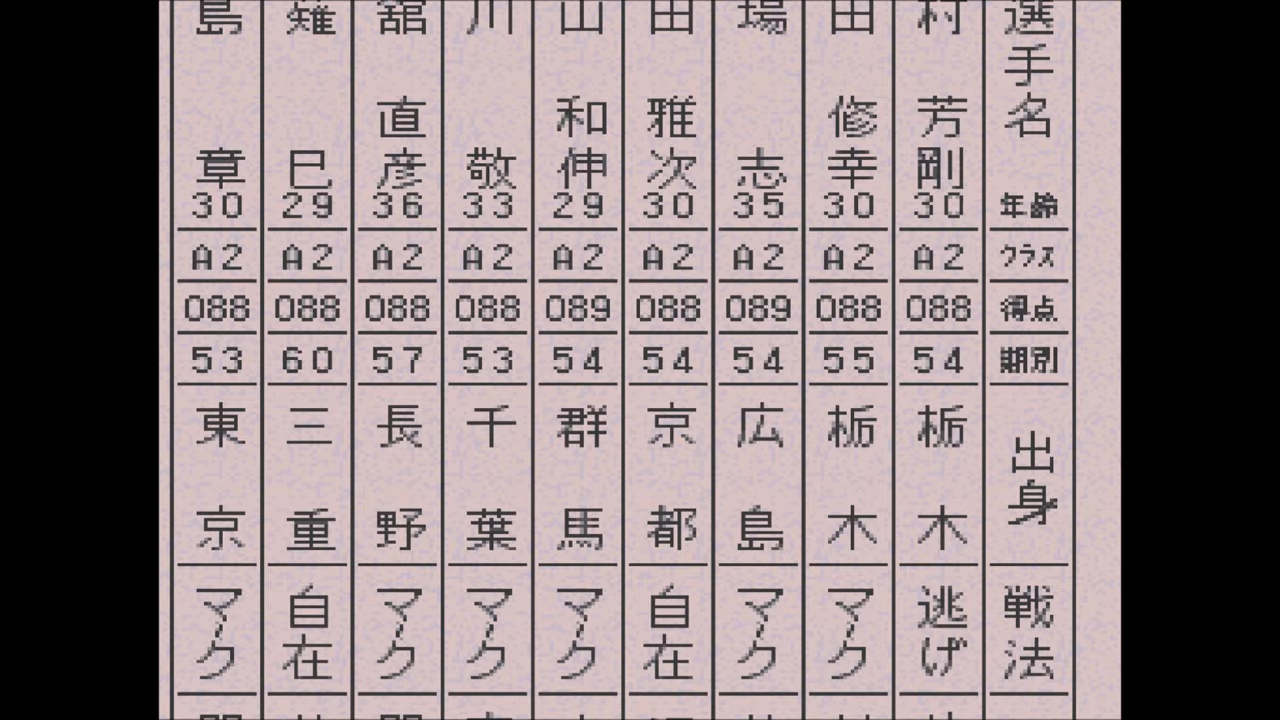 選手名
年齢
クラス
得点
期別
出身
戦法
村 芳剛
30
A2
088
54
栃木
逃げ
田 修幸
30
A2
088
55
栃木
マーク
場 志
35
A2
089
54
広島
マーク
田 雅次
30
A2
088
54
京都
自在
山 和伸
29
A2
089
54
群馬
マーク
川 敬
33
A2
088
53
千葉
マーク
舘 直彦
36
A2
088
57
長野
マーク
薙 巳
29
A2
088
60
三重
自在
島 章
30
A2
088
53
東京
マーク